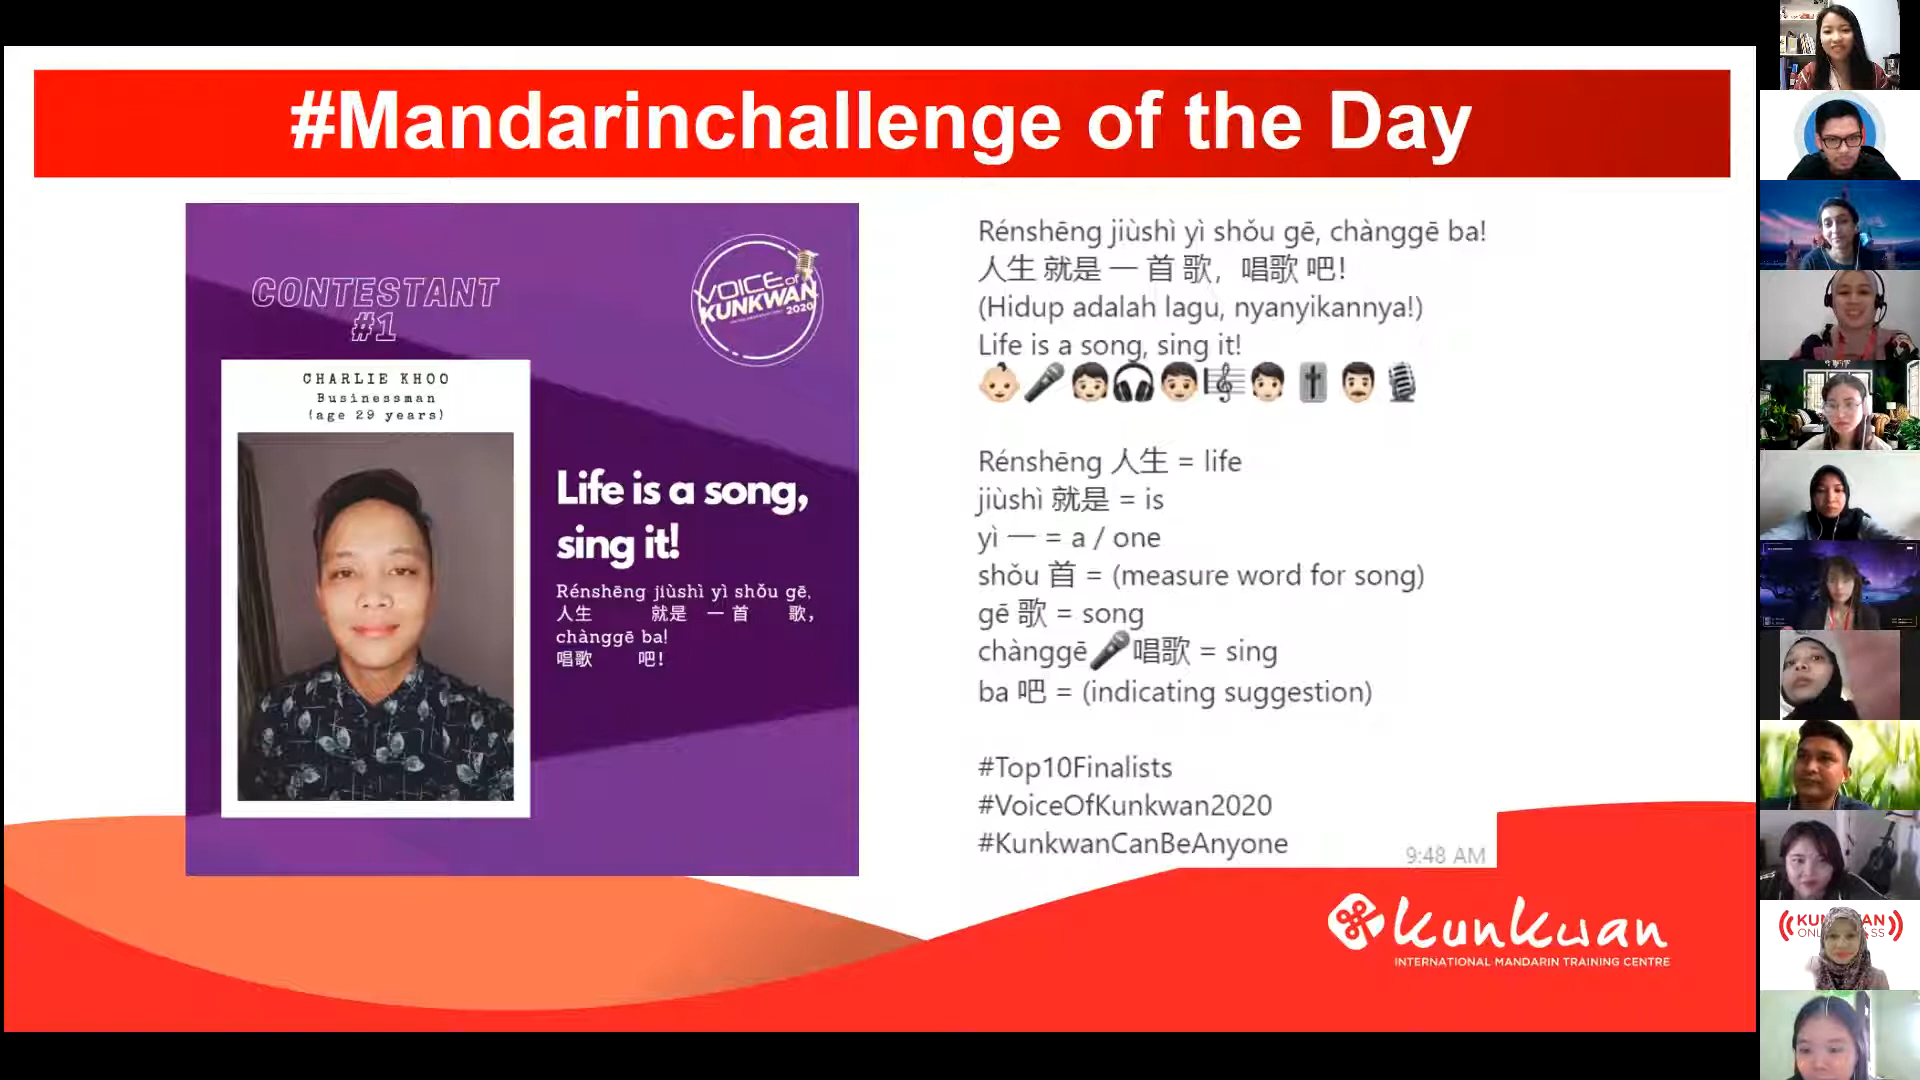 #Mandarinchallenge of the Day
CONTESTANT
#1
VOICE of
KUNKWAN
2020
CHARLIE KHOO
Businessman
(age 29 years)
Life is a song,
sing it!
Rénshēng jiùshì yì shǒu gē,
人生 就是 一 首 歌，
chànggē ba!
唱歌 吧！
Rénshēng jiùshì yì shǒu gē, chànggē ba!
人生 就是 一 首 歌，唱歌 吧！
(Hidup adalah lagu, nyanyikannya!)
Life is a song, sing it!
Rénshēng 人生 = life
jiùshì 就是 = is
yì 一 = a / one
shǒu 首 = (measure word for song)
gē 歌 = song
chànggē🎤唱歌 = sing
ba 吧 = (indicating suggestion)
#Top10Finalists
#VoiceOfKunkwan2020
#KunkwanCanBeAnyone
9:48 AM
kunkwan
INTERNATIONAL MANDARIN TRAINING CENTRE